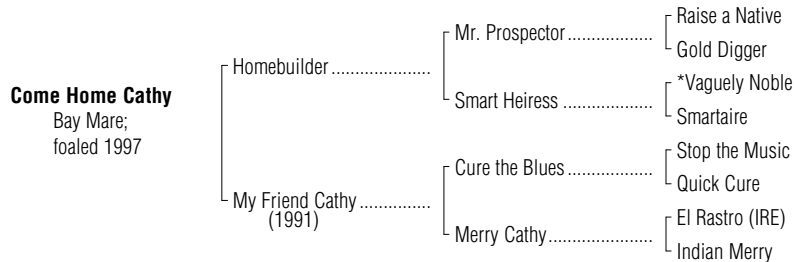 Raise a Native
Mr. Prospector
Gold Digger
Homebuilder
*Vaguely Noble
Smart Heiress
Smartaire
Come Home Cathy
Bay Mare;
foaled 1997
Stop the Music
Cure the Blues
Quick Cure
My Friend Cathy
(1991)
El Rastro (IRE)
Merry Cathy
Indian Merry